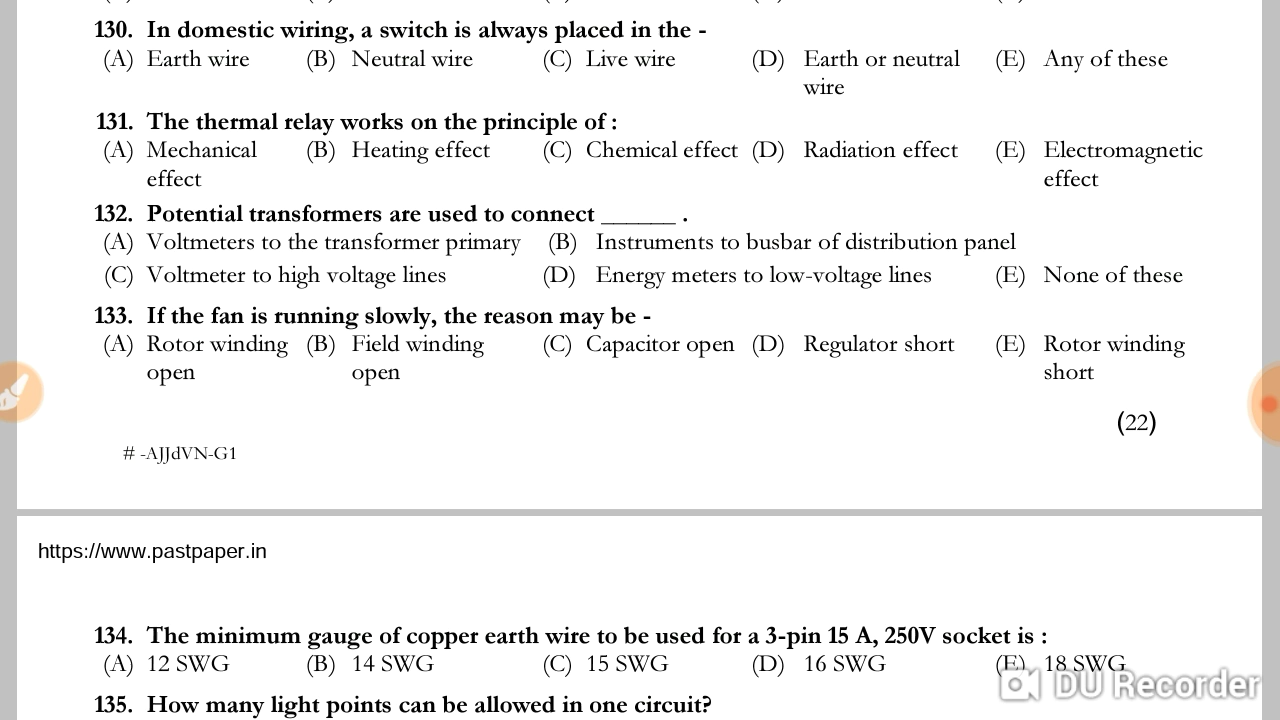 130. In domestic wiring, a switch is always placed in the -
(A) Earth wire (B) Neutral wire (C) Live wire (D) Earth or neutral wire (E) Any of these
131. The thermal relay works on the principle of :
(A) Mechanical effect (B) Heating effect (C) Chemical effect (D) Radiation effect (E) Electromagnetic effect
132. Potential transformers are used to connect ______ .
(A) Voltmeters to the transformer primary (B) Instruments to busbar of distribution panel
(C) Voltmeter to high voltage lines (D) Energy meters to low-voltage lines (E) None of these
133. If the fan is running slowly, the reason may be -
(A) Rotor winding open (B) Field winding open (C) Capacitor open (D) Regulator short (E) Rotor winding short
(22)
# -AJJdVN-G1
https://www.pastpaper.in
134. The minimum gauge of copper earth wire to be used for a 3-pin 15 A, 250V socket is :
(A) 12 SWG (B) 14 SWG (C) 15 SWG (D) 16 SWG (E) 18 SWG
DU Recorder
135. How many light points can be allowed in one circuit?